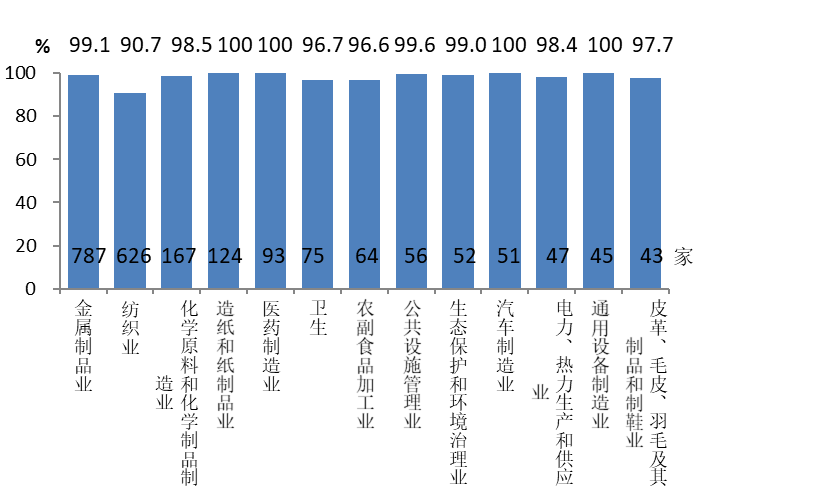 % 99.1 90.7 98.5 100 100 96.7 96.6 99.6 99.0 100 98.4 100 97.7
100
80
60
40
20
0
787 626 167 124 93 75 64 56 52 51 47 45 43 家
金属制品业
纺织业
化学原料和化学制品制
造业
造纸和纸制品业
医药制造业
卫生
农副食品加工业
公共设施管理业
生态保护和环境治理业
汽车制造业
电力、热力生产和供应
业
通用设备制造业
皮革、毛皮、羽毛及其
制品和制鞋业